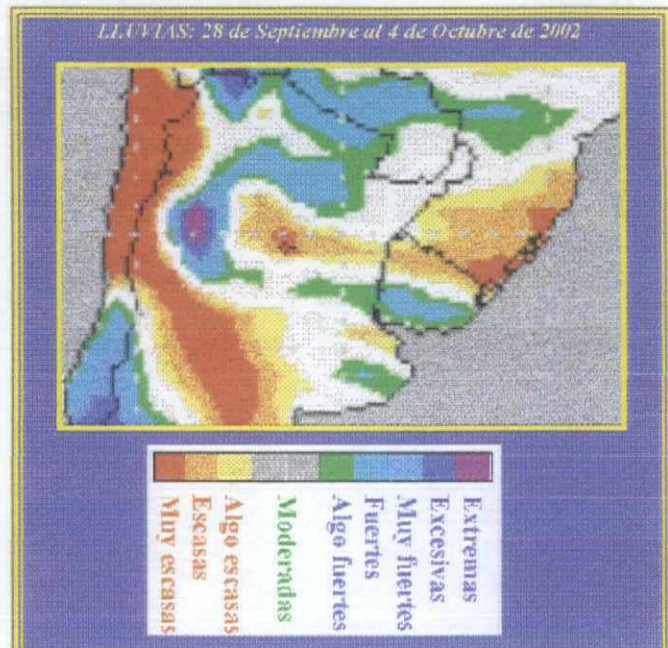 LLUVIAS: 28 de Septiembre al 4 de Octubre de 2002
Muy escasas
Escasas
Algo escasas
Moderadas
Algo fuertes
Fuertes
Muy fuertes
Excesivas
Extremas